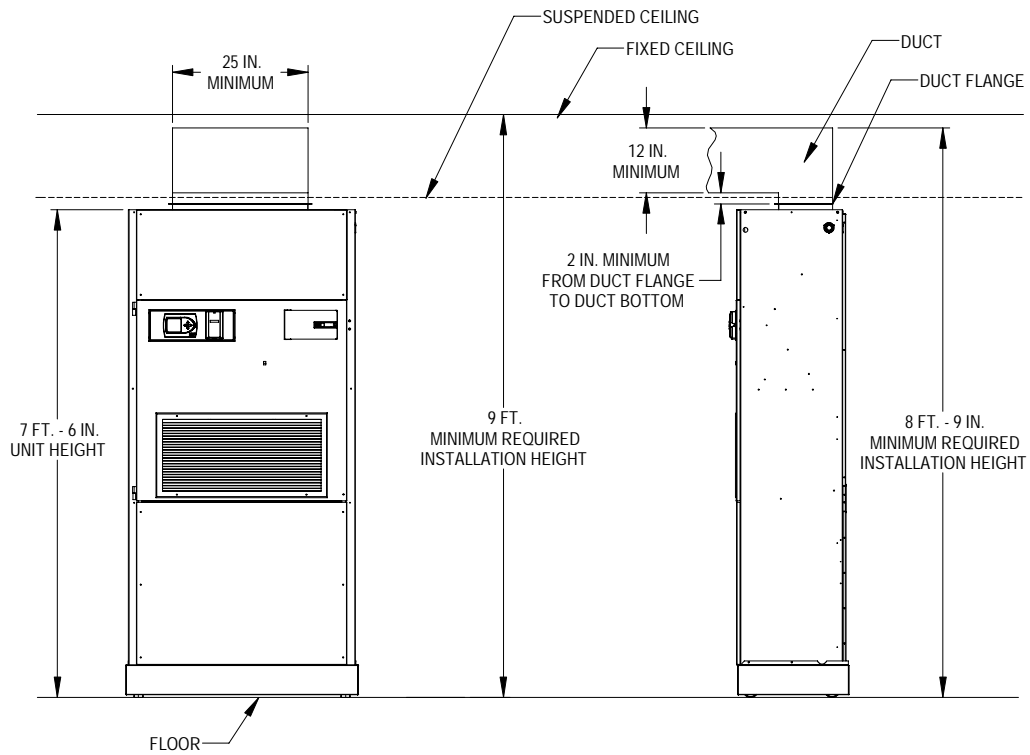 SUSPENDED CEILING
FIXED CEILING
DUCT
DUCT FLANGE
25 IN.
MINIMUM
12 IN.
MINIMUM
2 IN. MINIMUM
FROM DUCT FLANGE
TO DUCT BOTTOM
7 FT. - 6 IN.
UNIT HEIGHT
9 FT.
MINIMUM REQUIRED
INSTALLATION HEIGHT
8 FT. - 9 IN.
MINIMUM REQUIRED
INSTALLATION HEIGHT
FLOOR